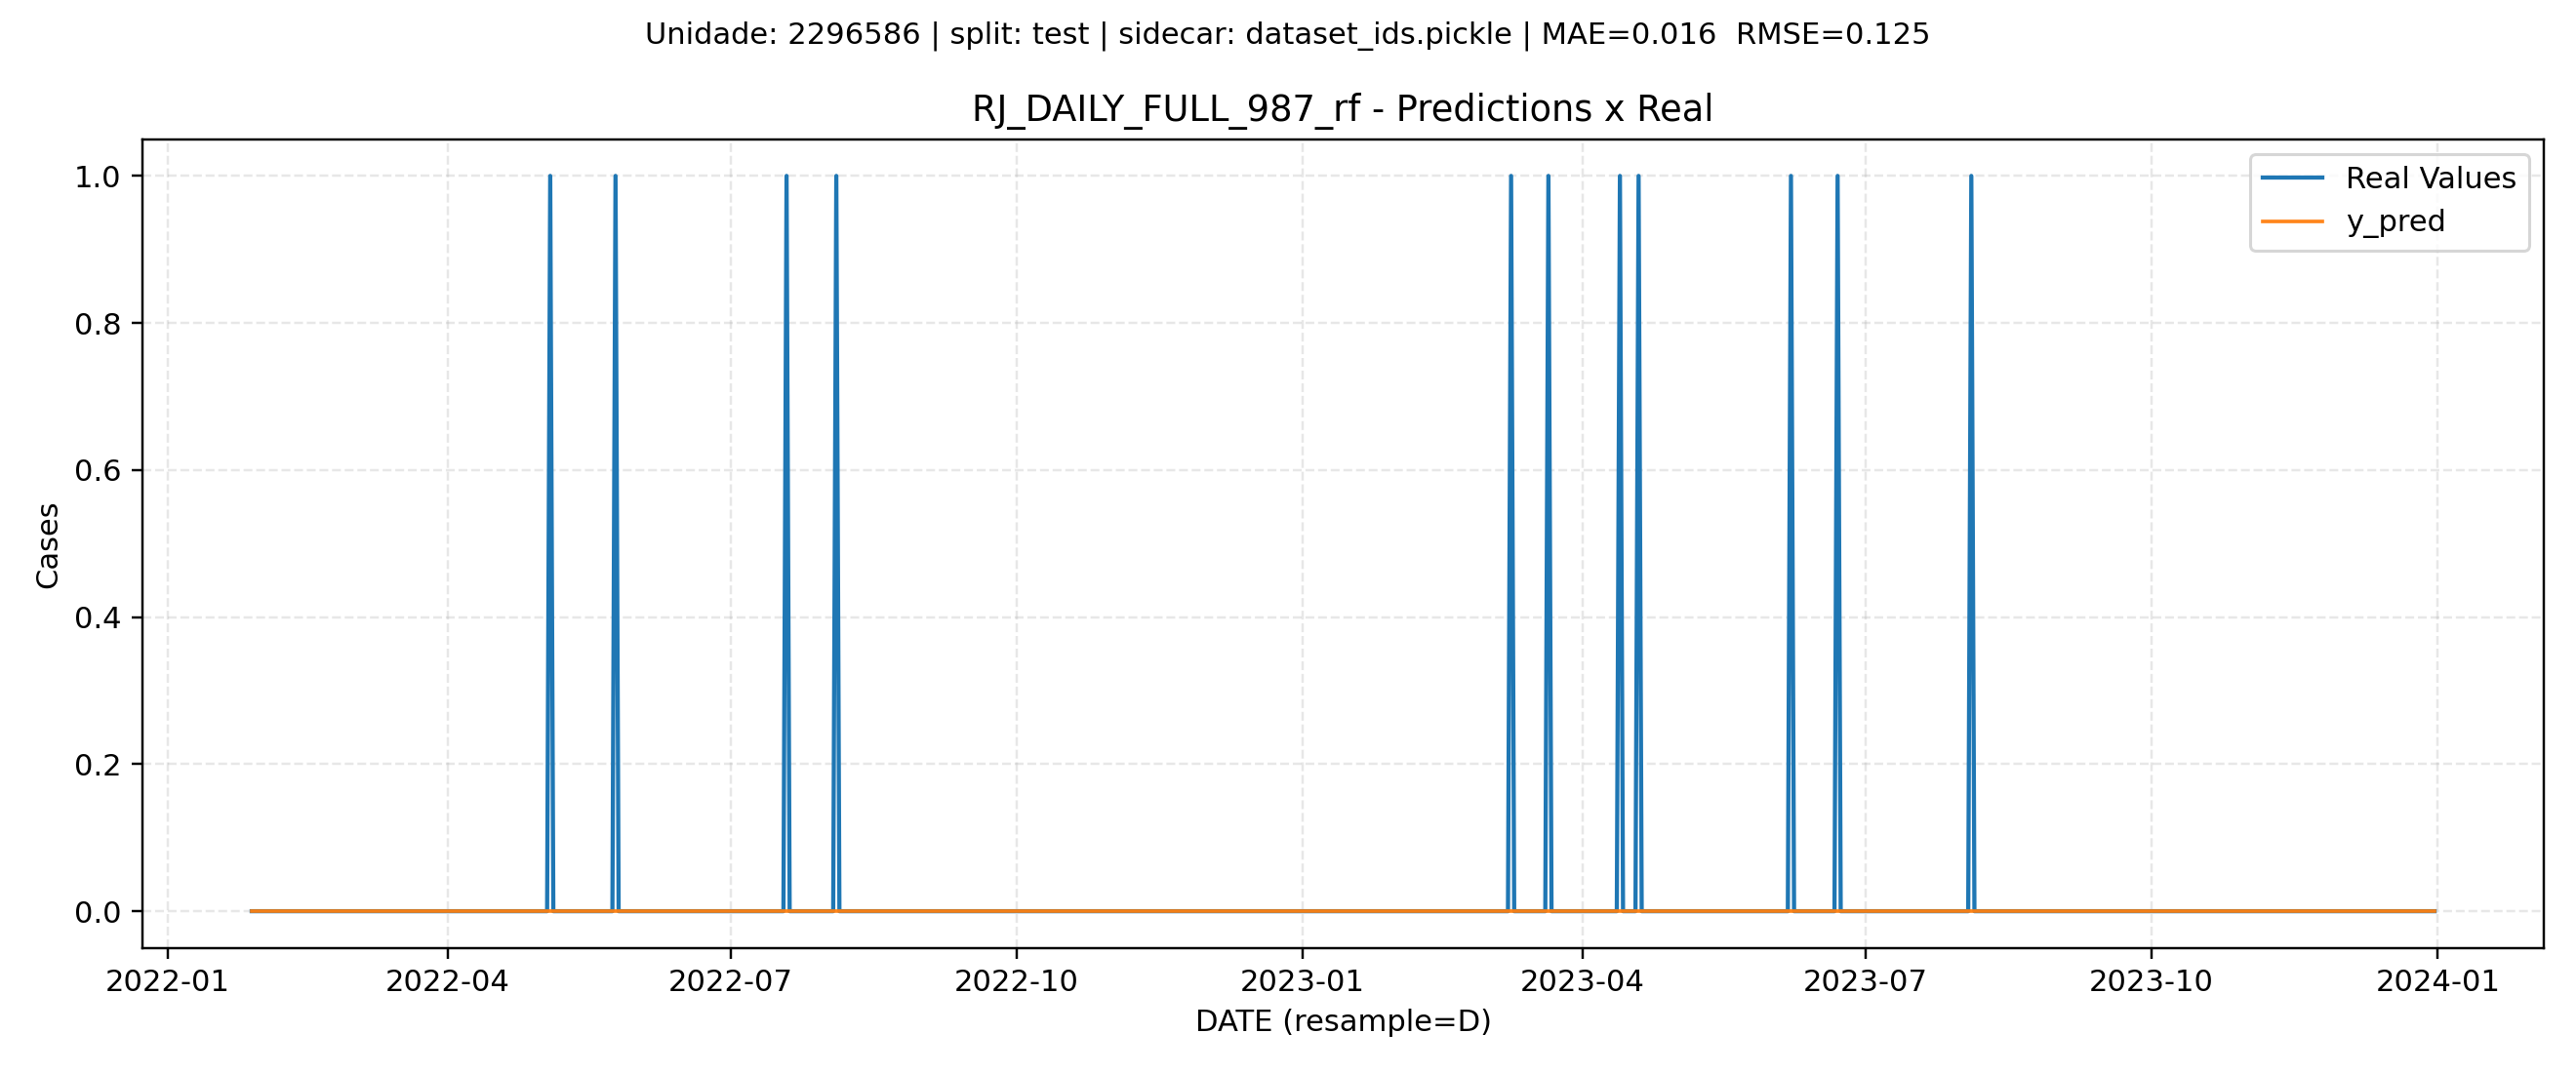 Unidade: 2296586 | split: test | sidecar: dataset_ids.pickle | MAE=0.016  RMSE=0.125
RJ_DAILY_FULL_987_rf - Predictions x Real
Real Values
y_pred
Cases
1.0
0.8
0.6
0.4
0.2
0.0
2022-01 2022-04 2022-07 2022-10 2023-01 2023-04 2023-07 2023-10 2024-01
DATE (resample=D)